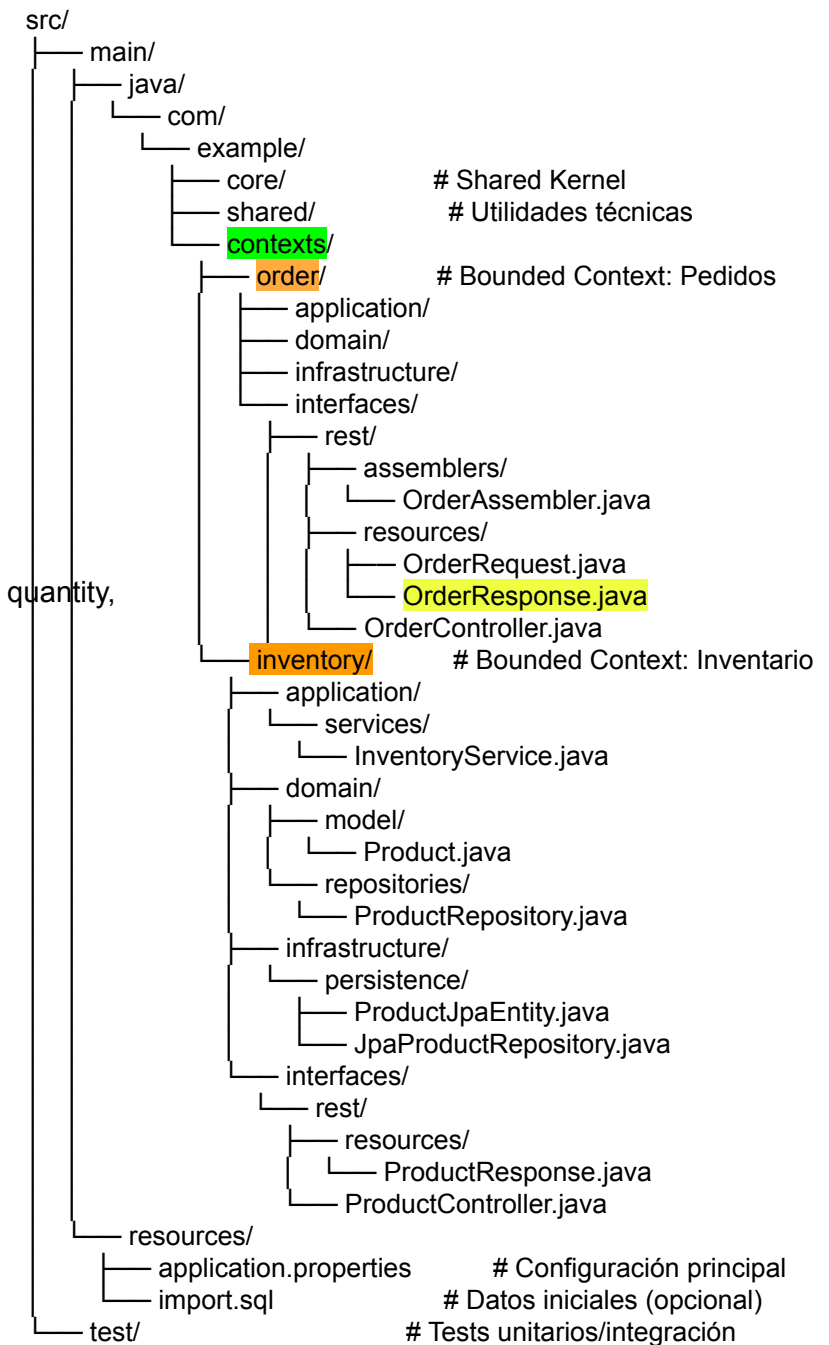 src/
├── main/
│ ├── java/
│ │ └── com/
│ │ └── example/
│ │ ├── core/ # Shared Kernel
│ │ ├── shared/ # Utilidades técnicas
│ │ └── contexts/
│ │ ├── order/ # Bounded Context: Pedidos
│ │ │ ├── application/
│ │ │ ├── domain/
│ │ │ ├── infrastructure/
│ │ │ └── interfaces/
│ │ │ ├── rest/
│ │ │ │ ├── assemblers/
│ │ │ │ │ └── OrderAssembler.java
│ │ │ │ ├── resources/
│ │ │ │ │ ├── OrderRequest.java
quantity, │ │ │ │ │ └── OrderResponse.java
│ │ │ │ └── OrderController.java
│ │ └── inventory/ # Bounded Context: Inventario
│ │ ├── application/
│ │ │ └── services/
│ │ │ └── InventoryService.java
│ │ ├── domain/
│ │ │ ├── model/
│ │ │ │ └── Product.java
│ │ │ └── repositories/
│ │ │ └── ProductRepository.java
│ │ ├── infrastructure/
│ │ │ └── persistence/
│ │ │ ├── ProductJpaEntity.java
│ │ │ └── JpaProductRepository.java
│ │ └── interfaces/
│ │ └── rest/
│ │ ├── resources/
│ │ │ └── ProductResponse.java
│ │ └── ProductController.java
│ └── resources/
│ ├── application.properties # Configuración principal
│ └── import.sql # Datos iniciales (opcional)
└── test/ # Tests unitarios/integración